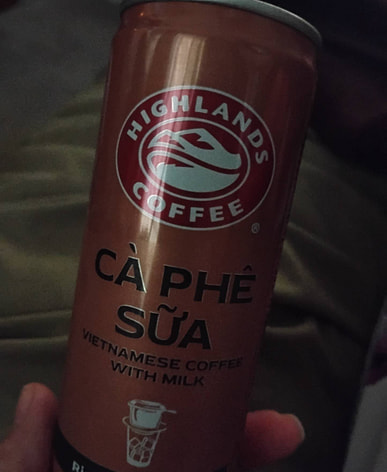 HIGHLANDS
COFFEE
®
CÀ PHÊ
SỮA
VIETNAMESE COFFEE
WITH MILK